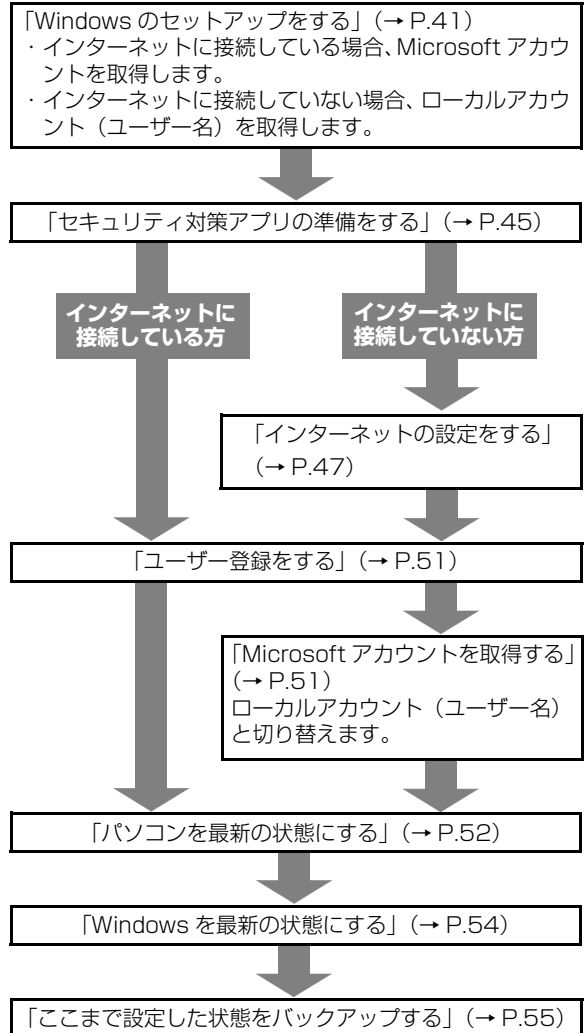 「Windows のセットアップをする」(→ P.41)
・インターネットに接続している場合、Microsoft アカウ
ントを取得します。
・インターネットに接続していない場合、ローカルアカウ
ント（ユーザー名）を取得します。
「セキュリティ対策アプリの準備をする」(→ P.45)
インターネットに
接続している方
インターネットに
接続していない方
「インターネットの設定をする」
(→ P.47)
「ユーザー登録をする」(→ P.51)
「Microsoft アカウントを取得する」
(→ P.51)
ローカルアカウント（ユーザー名）
と切り替えます。
「パソコンを最新の状態にする」(→ P.52)
「Windows を最新の状態にする」(→ P.54)
「ここまで設定した状態をバックアップする」(→ P.55)